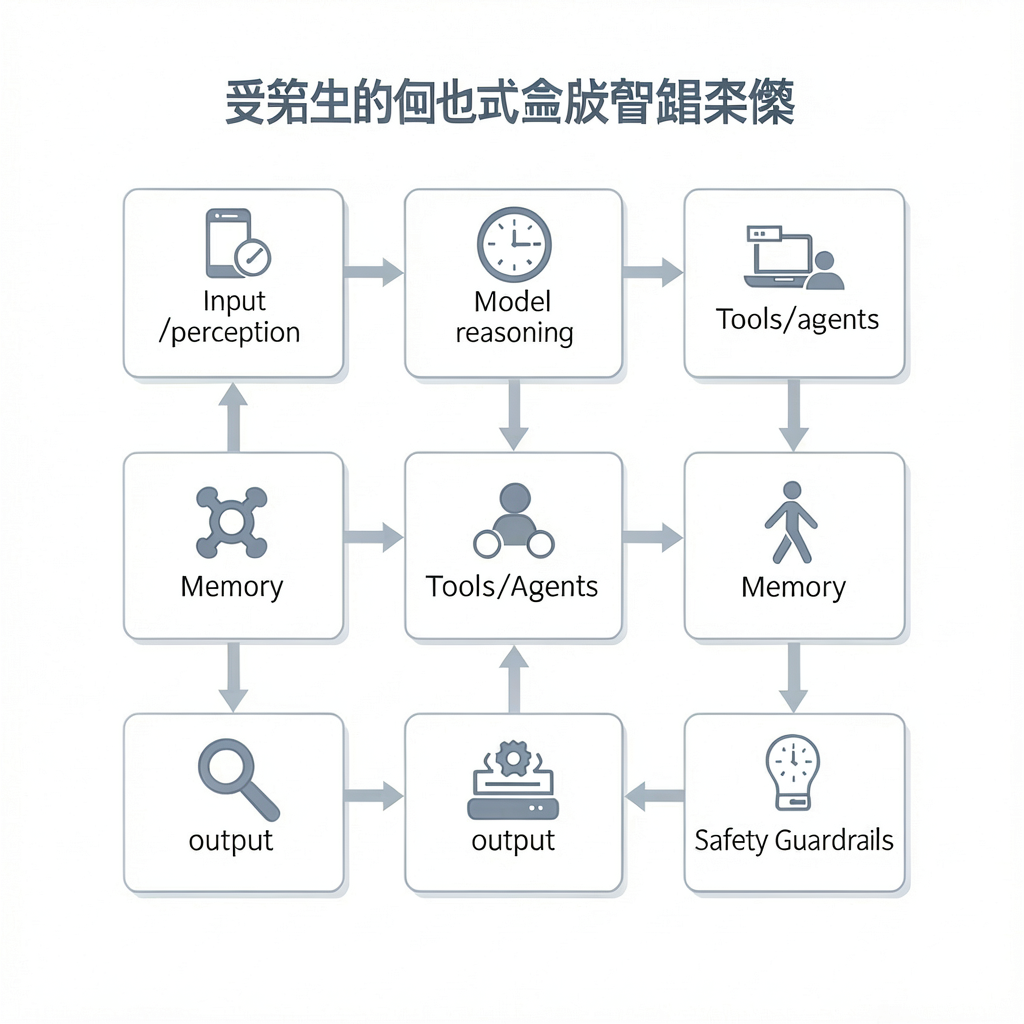 Input
/perception
Model
reasoning
Tools/agents
Memory
Tools/Agents
Memory
output
output
Safety Guardrails